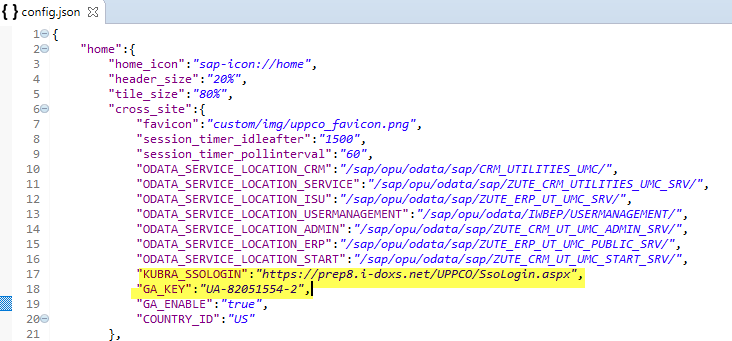 { } config.json
1 {
2 "home":{
3 "home_icon":"sap-icon://home",
4 "header_size":"20%",
5 "tile_size":"80%",
6 "cross_site":{
7 "favicon":"custom/img/uppco_favicon.png",
8 "session_timer_idleafter":"1500",
9 "session_timer_pollinterval":"60",
10 "ODATA_SERVICE_LOCATION_CRM":"/sap/opu/odata/sap/CRM_UTILITIES_UMC/",
11 "ODATA_SERVICE_LOCATION_SERVICE":"/sap/opu/odata/sap/ZUTE_CRM_UTILITIES_UMC_SRV/",
12 "ODATA_SERVICE_LOCATION_ISU":"/sap/opu/odata/sap/ZUTE_ERP_UT_UMC_SRV/",
13 "ODATA_SERVICE_LOCATION_USERMANAGEMENT":"/sap/opu/odata/IWBEP/USERMANAGEMENT/",
14 "ODATA_SERVICE_LOCATION_ADMIN":"/sap/opu/odata/sap/ZUTE_CRM_UT_UMC_ADMIN_SRV/",
15 "ODATA_SERVICE_LOCATION_ERP":"/sap/opu/odata/sap/ZUTE_ERP_UT_UMC_PUBLIC_SRV/",
16 "ODATA_SERVICE_LOCATION_START":"/sap/opu/odata/sap/ZUTE_CRM_UT_UMC_START_SRV/",
17 "KUBRA_SSOLOGIN":"https://prep8.i-doxs.net/UPPCO/SsoLogin.aspx",
18 "GA_KEY":"UA-82051554-2",
19 "GA_ENABLE":"true",
20 "COUNTRY_ID":"US"
21 },